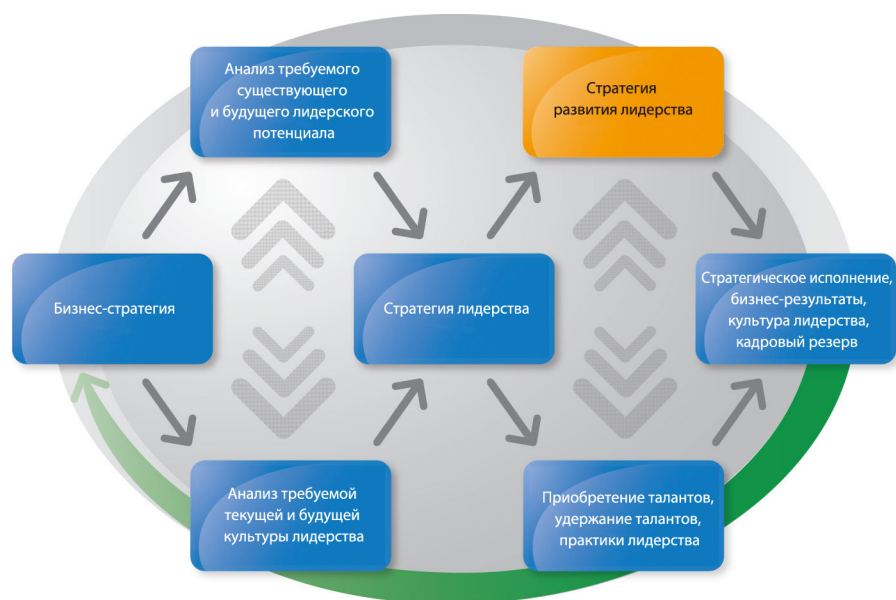 Анализ требуемого
существующего
и будущего лидерского
потенциала
Стратегия
развития лидерства
Бизнес-стратегия
Стратегия лидерства
Стратегическое исполнение,
бизнес-результаты,
культура лидерства,
кадровый резерв
Анализ требуемой
текущей и будущей
культуры лидерства
Приобретение талантов,
удержание талантов,
практики лидерства